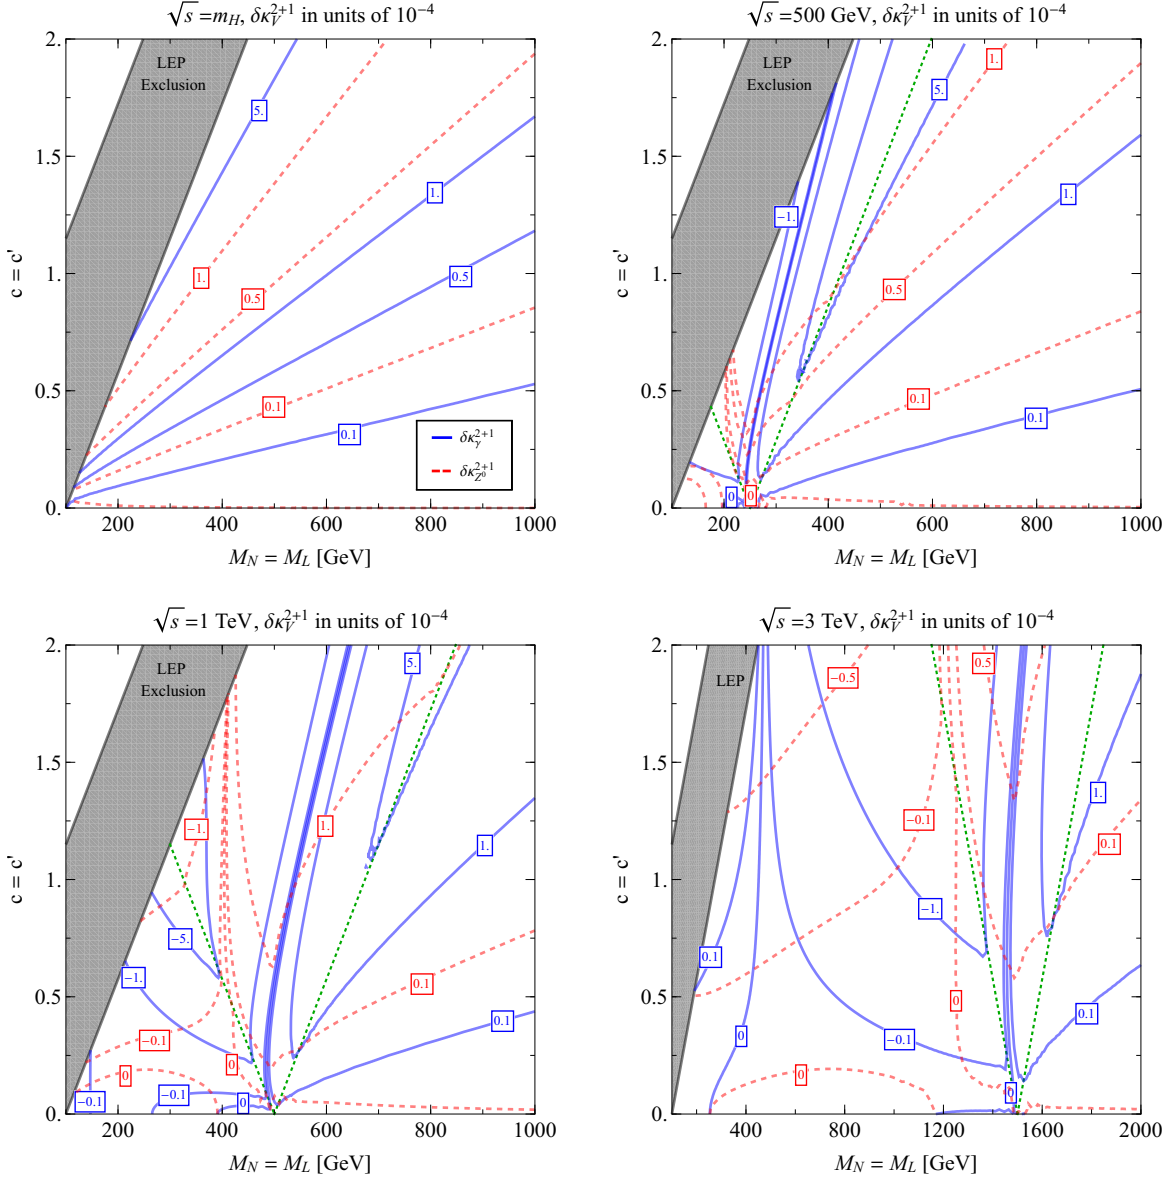 √s =m_H, δκ_V^{2+1} in units of 10^{-4}
2.
1.5
1.
0.5
0.
c = c'
LEP
Exclusion
5.
1.
1.
0.5
0.5
0.1
0.1
δκ_γ^{2+1}
δκ_{Z^0}^{2+1}
200 400 600 800 1000
M_N = M_L [GeV]
√s =500 GeV, δκ_V^{2+1} in units of 10^{-4}
2.
1.5
1.
0.5
0.
c = c'
LEP
Exclusion
1.
5.
−1.
1.
0.5
0.1
0.1
0
0
200 400 600 800 1000
M_N = M_L [GeV]
√s =1 TeV, δκ_V^{2+1} in units of 10^{-4}
2.
1.5
1.
0.5
0.
c = c'
LEP
Exclusion
5.
−1.
1.
1.
−5.
−1.
0.1
0.1
−0.1
0
0
−0.1
−0.1
0
200 400 600 800 1000
M_N = M_L [GeV]
√s =3 TeV, δκ_V^{2+1} in units of 10^{-4}
2.
1.5
1.
0.5
0.
c = c'
LEP
−0.5
0.5
1.
−0.1
0.1
−1.
0.1
0
0.1
0
−0.1
0
0
400 800 1200 1600 2000
M_N = M_L [GeV]